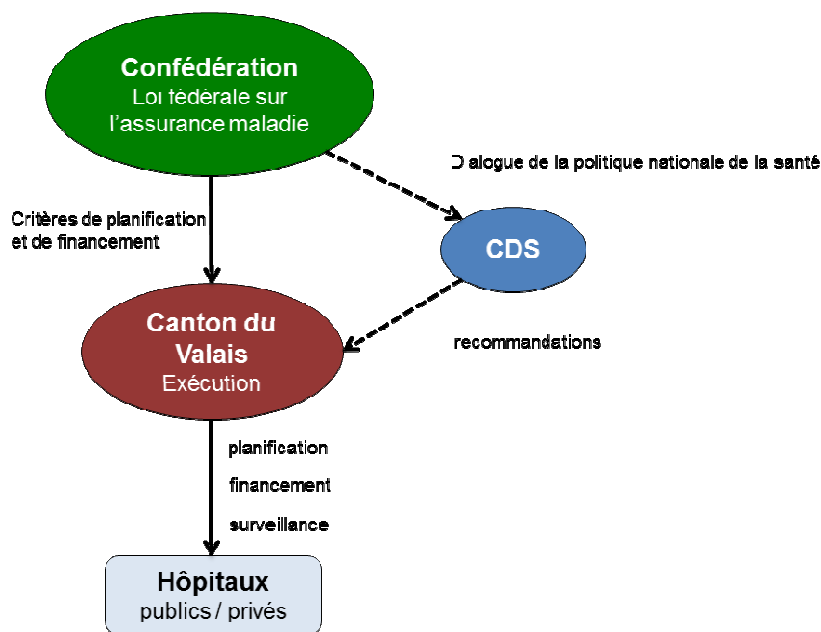 Confédération
Loi fédérale sur
l'assurance maladie
Dialogue de la politique nationale de la santé
Critères de planification
et de financement
CDS
Canton du
Valais
Exécution
recommandations
planification
financement
surveillance
Hôpitaux
publics / privés